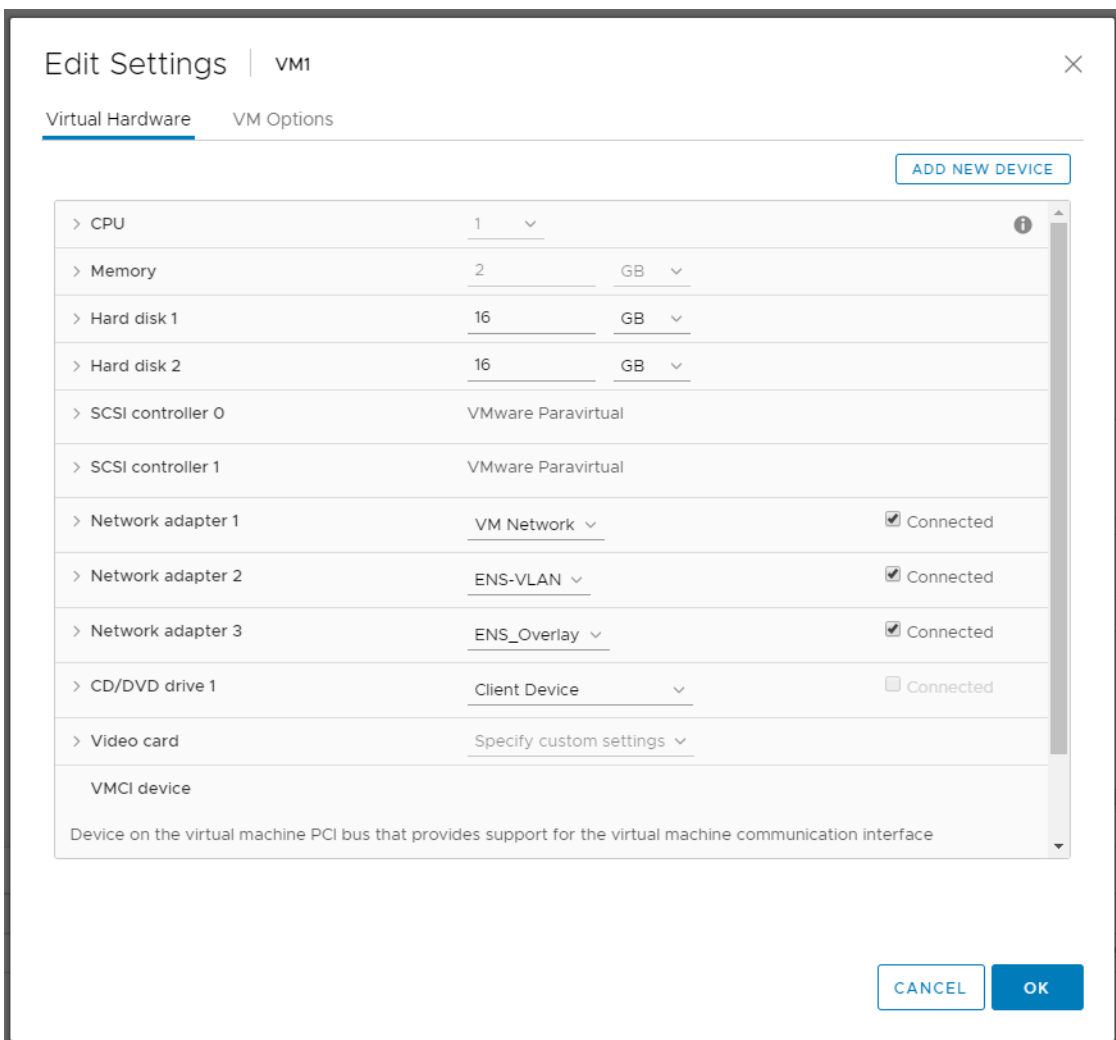 Edit Settings VM1
Virtual Hardware VM Options
ADD NEW DEVICE
CPU 1
Memory 2 GB
Hard disk 1 16 GB
Hard disk 2 16 GB
SCSI controller 0 VMware Paravirtual
SCSI controller 1 VMware Paravirtual
Network adapter 1 VM Network Connected
Network adapter 2 ENS-VLAN Connected
Network adapter 3 ENS_Overlay Connected
CD/DVD drive 1 Client Device Connected
Video card Specify custom settings
VMCI device
Device on the virtual machine PCI bus that provides support for the virtual machine communication interface
CANCEL OK